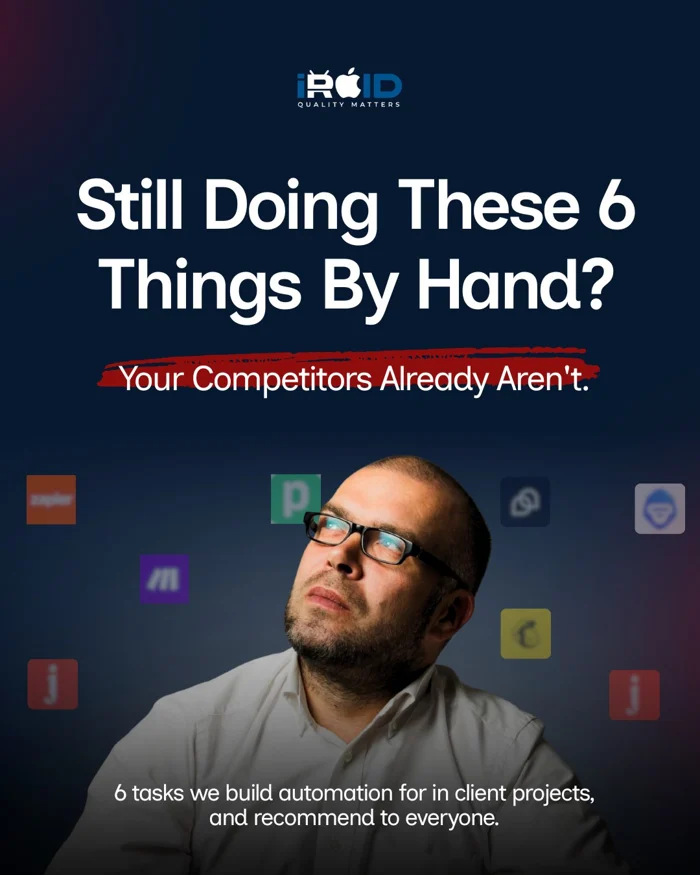 iROID
QUALITY MATTERS
Still Doing These 6
Things By Hand?
Your Competitors Already Aren't.
zapier
p
m
j
j
6 tasks we build automation for in client projects,
and recommend to everyone.